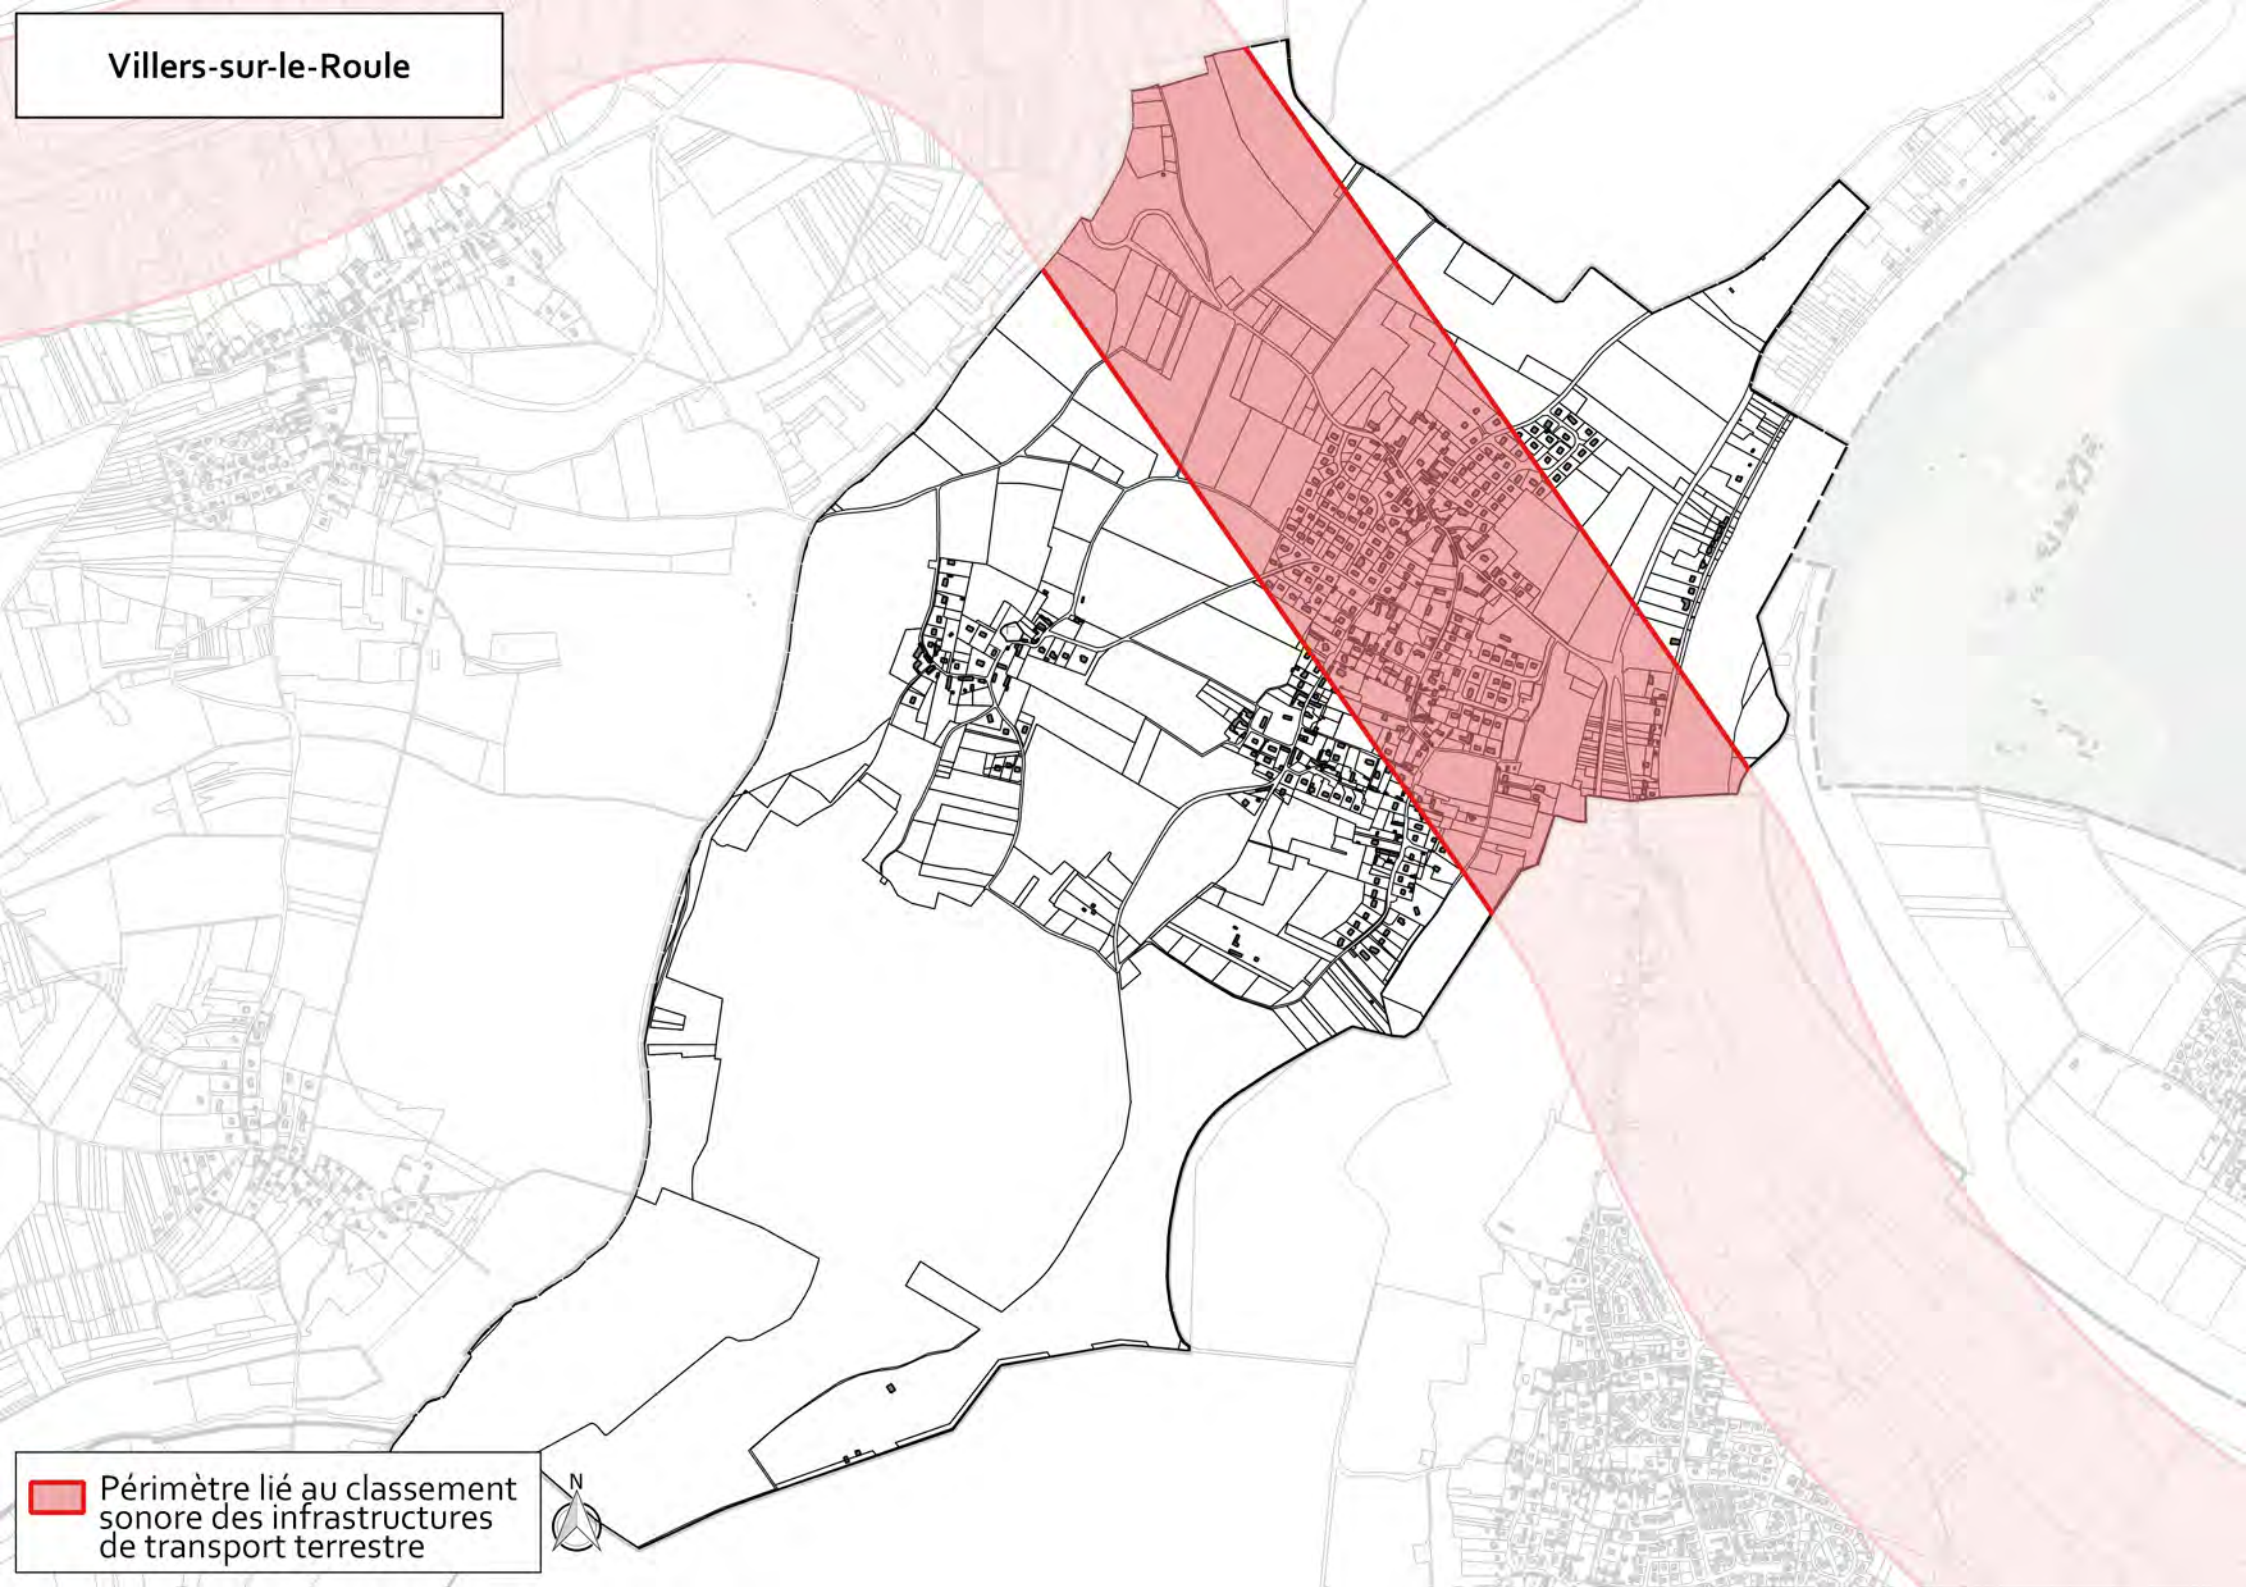 Villers-sur-le-Roule
Périmètre lié au classement
sonore des infrastructures
de transport terrestre
N